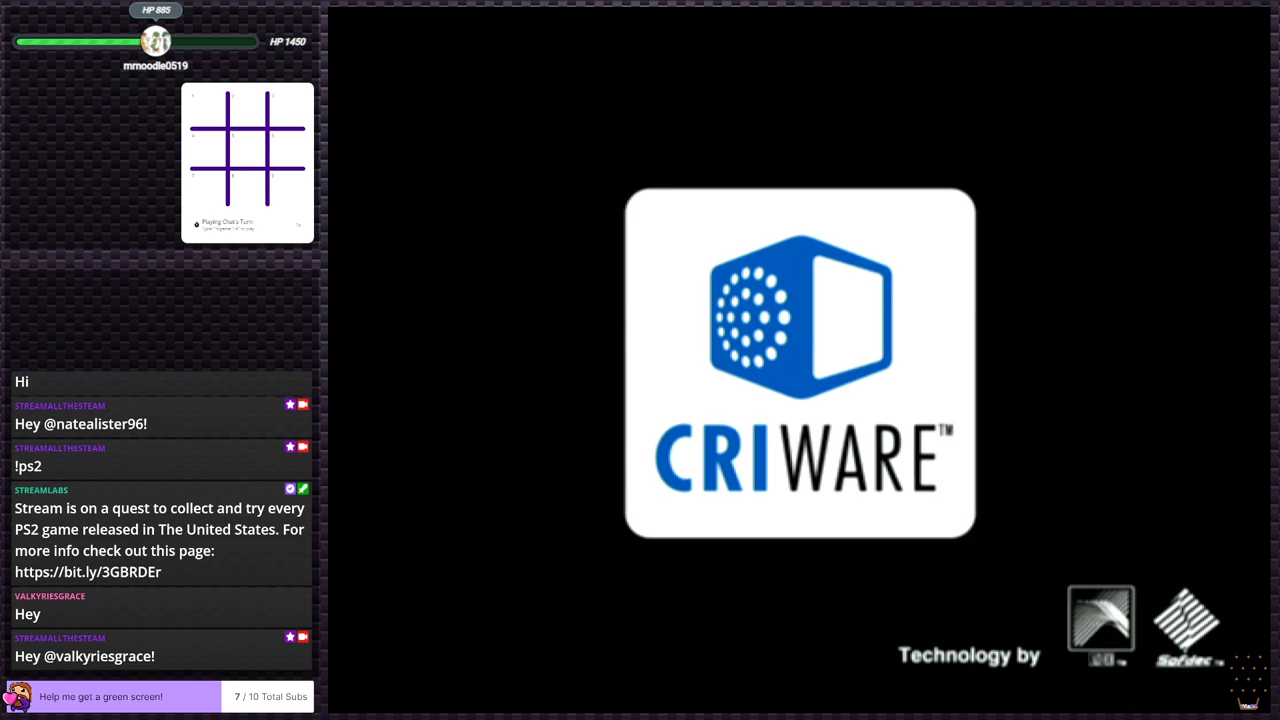 HP 885
HP 1450
mrmoodle0519
Playing Chat's Turn
Hi
STREAMALLTHESTEAM
Hey @natealister96!
STREAMALLTHESTEAM
!ps2
STREAMLABS
Stream is on a quest to collect and try every
PS2 game released in The United States. For
more info check out this page:
https://bit.ly/3GBRDEr
VALKYRIESGRACE
Hey
STREAMALLTHESTEAM
Hey @valkyriesgrace!
Help me get a green screen!
7 / 10 Total Subs
CRIWARE™
Technology by
Sofdec™